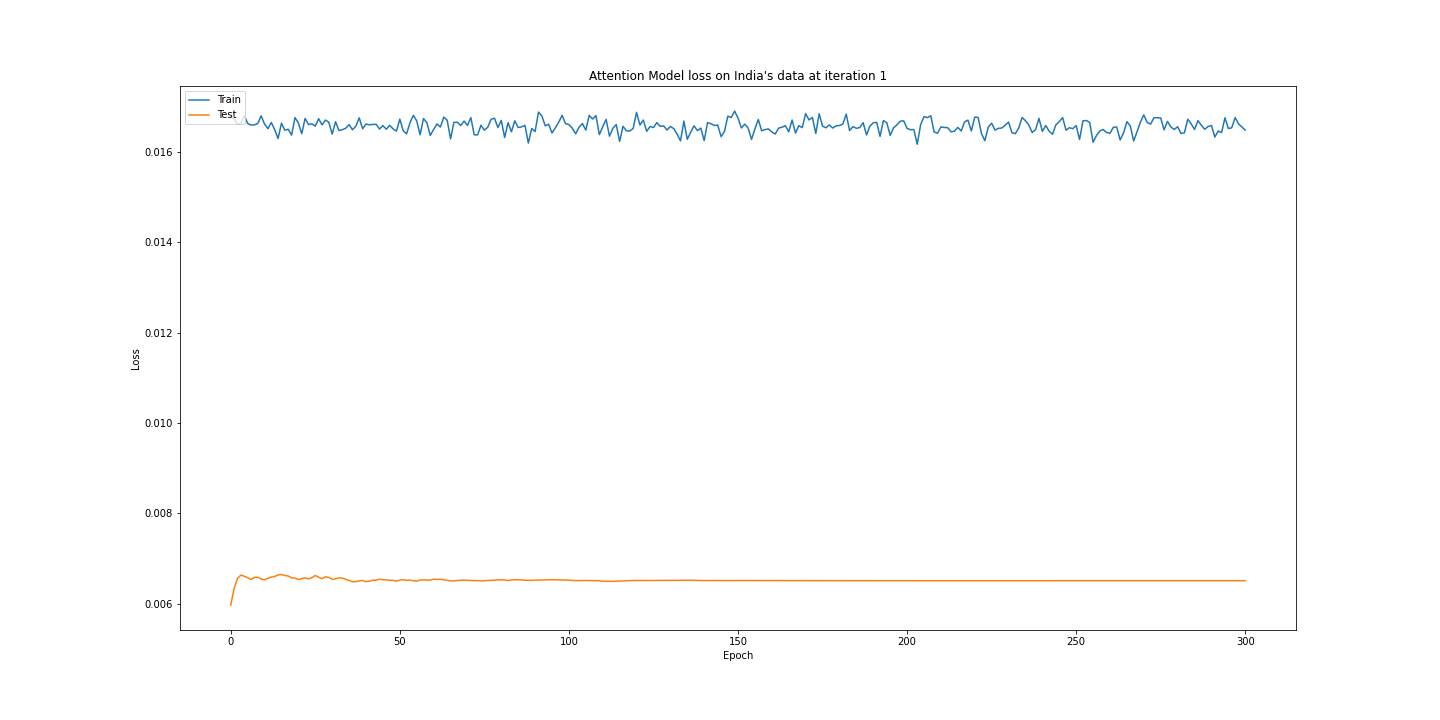 Attention Model loss on India's data at iteration 1
Train
Test
0.016
0.014
0.012
0.010
0.008
0.006
Loss
0 50 100 150 200 250 300
Epoch